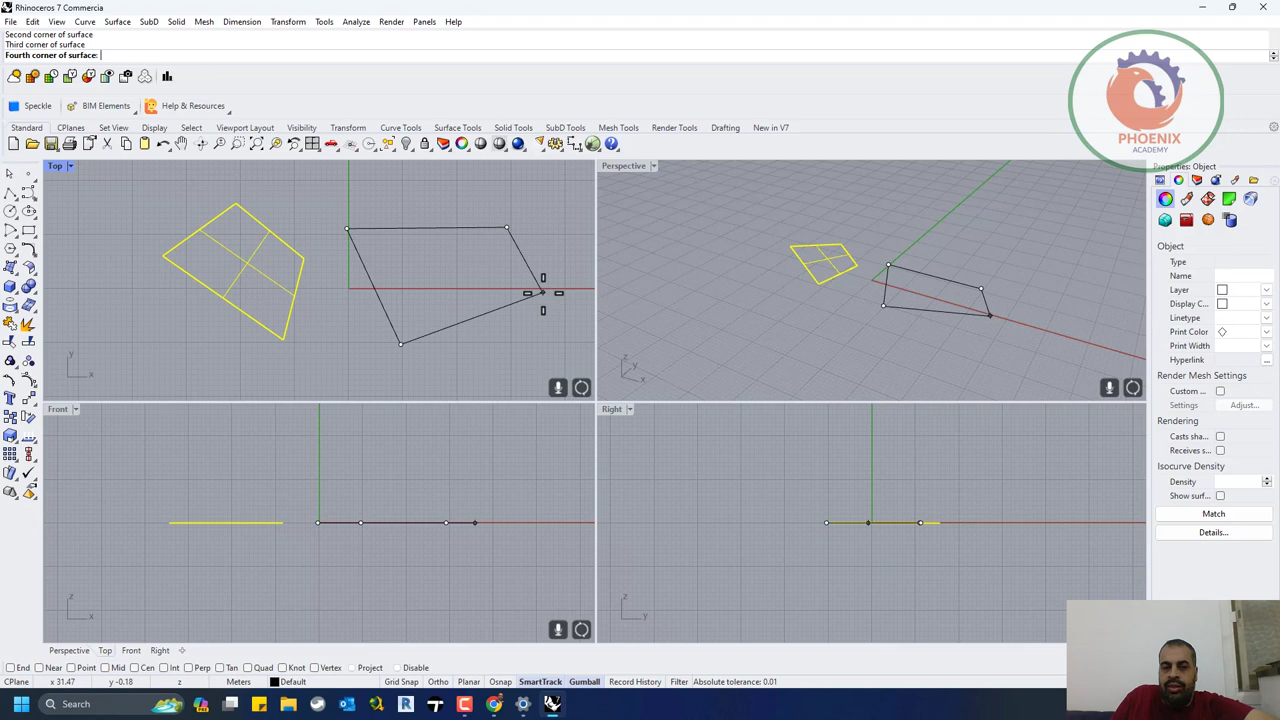 Rhinoceros 7 Commercia
File Edit View Curve Surface SubD Solid Mesh Dimension Transform Tools Analyze Render Panels Help
Second corner of surface
Third corner of surface
Fourth corner of surface:
Speckle BIM Elements Help & Resources
PHOENIX
ACADEMY
Standard CPlanes Set View Display Select Viewport Layout Visibility Transform Curve Tools Surface Tools Solid Tools SubD Tools Mesh Tools Render Tools Drafting New in V7
Top
Perspective
Properties: Object
Object
Type
Name
Layer
Display C...
Linetype
Print Color
Print Width
Hyperlink ...
Render Mesh Settings
Custom ...
Settings Adjust...
Rendering
Casts sha...
Receives s...
Isocurve Density
Density
Show surf...
Match
Details...
y
x
z
y
x
Front
Right
z
x
z
y
Perspective Top Front Right
End Near Point Mid Cen Int Perp Tan Quad Knot Vertex Project Disable
CPlane x 31.47 y -0.18 z Meters Default Grid Snap Ortho Planar Osnap SmartTrack Gumball Record History Filter Absolute tolerance: 0.01
Search